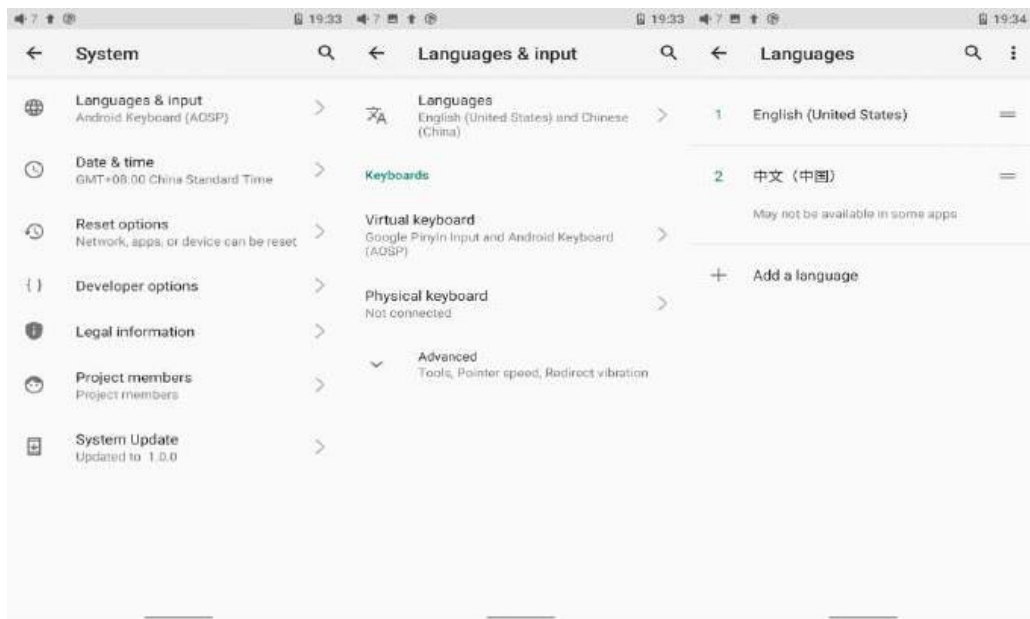 7
19:33
System
Languages & input
Android Keyboard (AOSP)
Date & time
GMT+08:00 China Standard Time
Reset options
Network, apps, or device can be reset
Developer options
Legal information
Project members
Project members
System Update
Updated to 1.0.0
7
19:33
Languages & input
Languages
English (United States) and Chinese
(China)
Keyboards
Virtual keyboard
Google Pinyin Input and Android Keyboard
(AOSP)
Physical keyboard
Not connected
Advanced
Tools, Pointer speed, Redirect vibration
7
19:34
Languages
1 English (United States)
2 中文（中国）
May not be available in some apps
Add a language